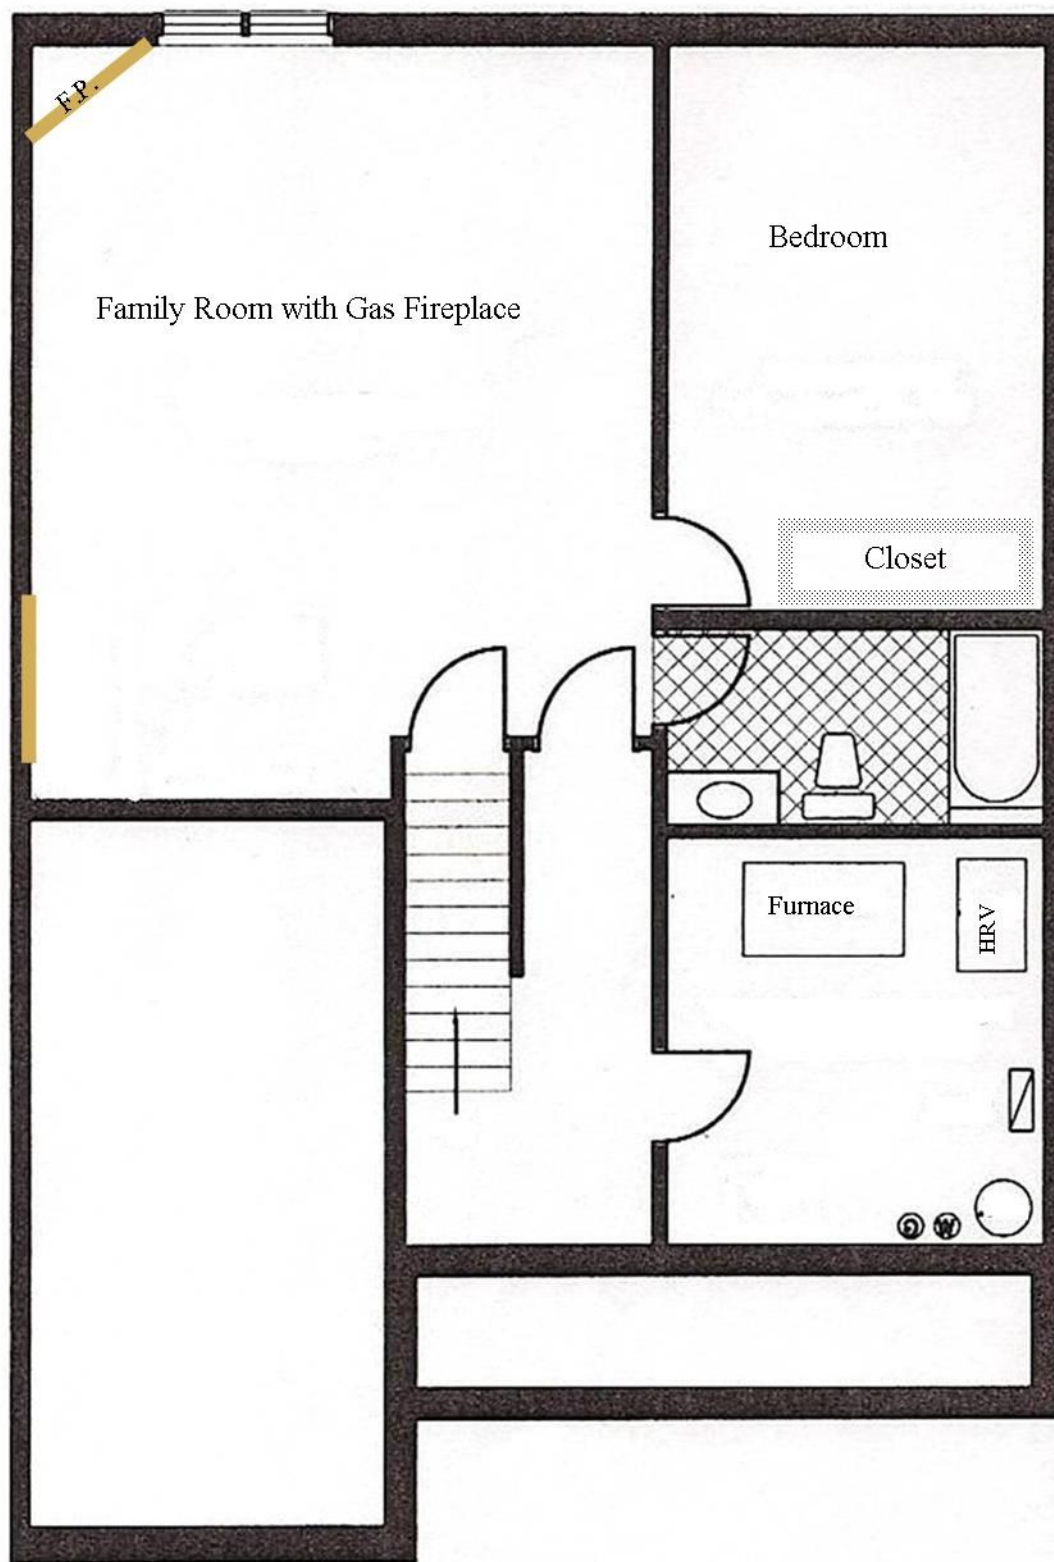 F.P.
Bedroom
Family Room with Gas Fireplace
Closet
Furnace
HRV
G
W